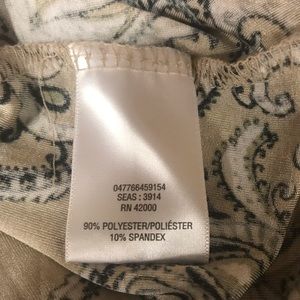 047766459154
SEAS : 3914
RN 42000
90% POLYESTER/POLIÉSTER
10% SPANDEX